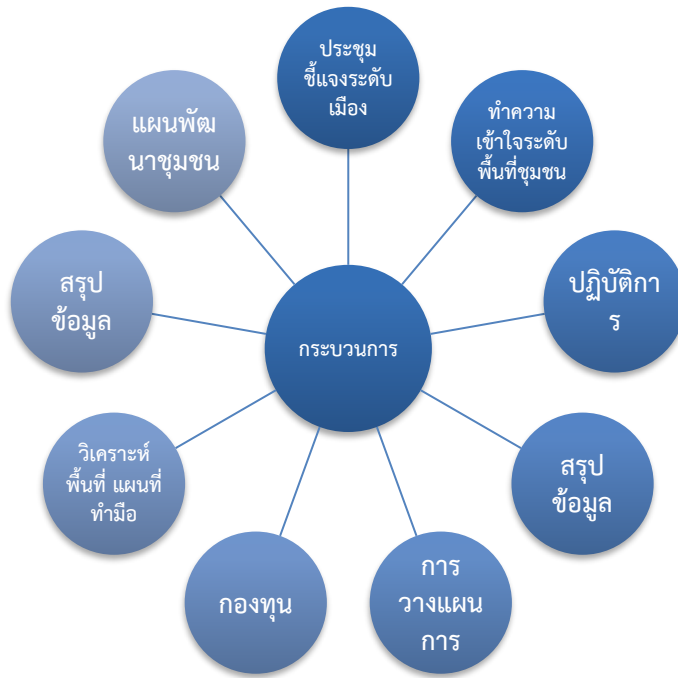 ประชุม
ชี้แจงระดับ
เมือง
ทำความ
เข้าใจระดับ
พื้นที่ชุมชน
ปฏิบัติกา
ร
สรุป
ข้อมูล
การ
วางแผน
การ
กองทุน
วิเคราะห์
พื้นที่ แผนที่
ทำมือ
สรุป
ข้อมูล
แผนพัฒ
นาชุมชน
กระบวนการ